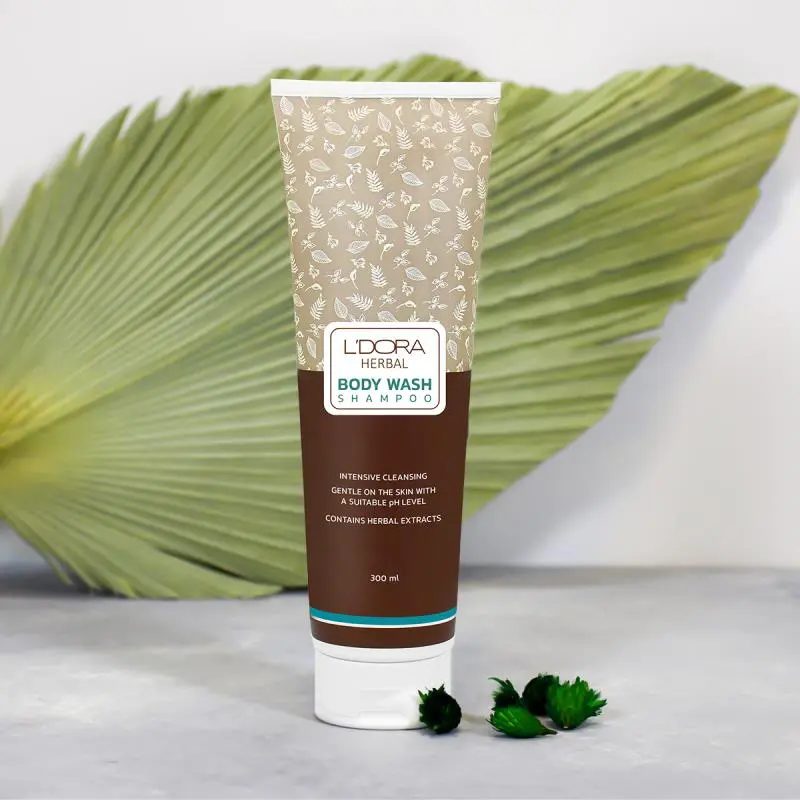 L'DORA
HERBAL
BODY WASH
SHAMPOO
INTENSIVE CLEANSING
GENTLE ON THE SKIN WITH
A SUITABLE pH LEVEL
CONTAINS HERBAL EXTRACTS
300 ml